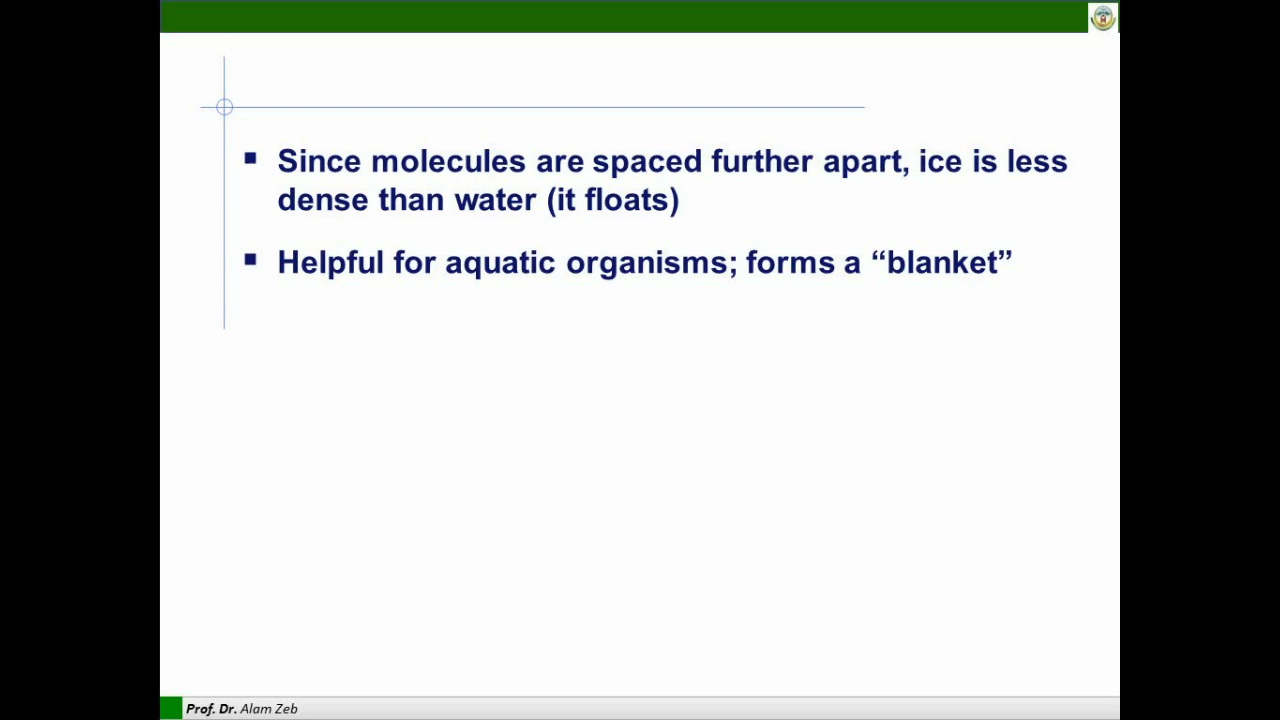 ▪ Since molecules are spaced further apart, ice is less
dense than water (it floats)
▪ Helpful for aquatic organisms; forms a “blanket”
Prof. Dr. Alam Zeb